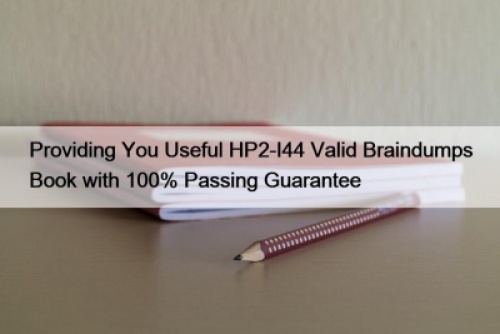 Providing You Useful HP2-I44 Valid Braindumps
Book with 100% Passing Guarantee